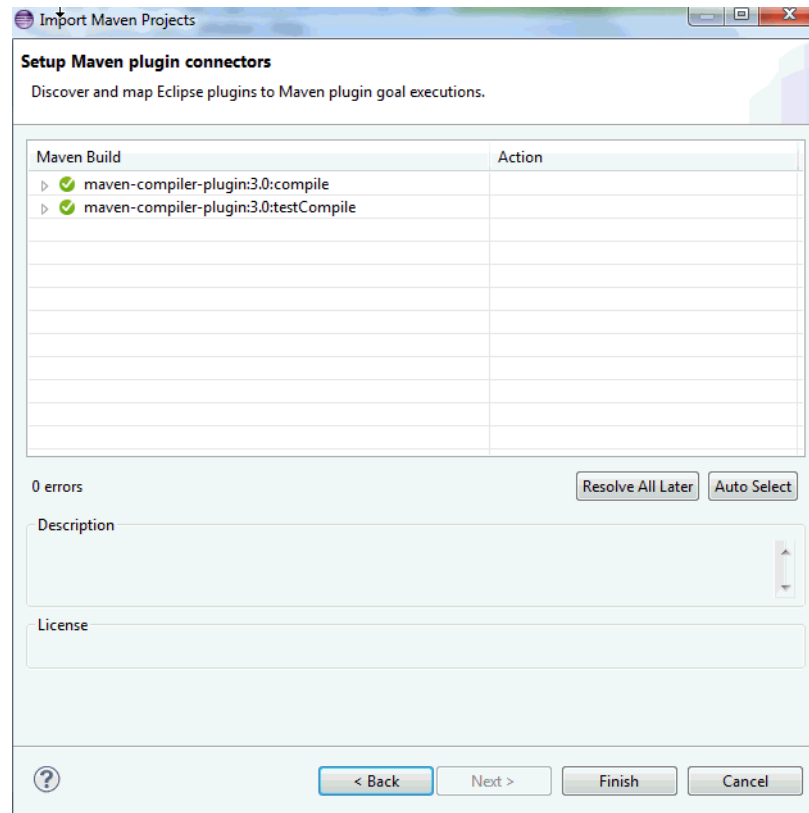 Import Maven Projects
Setup Maven plugin connectors
Discover and map Eclipse plugins to Maven plugin goal executions.
Maven Build Action
maven-compiler-plugin:3.0:compile
maven-compiler-plugin:3.0:testCompile
0 errors Resolve All Later Auto Select
Description
License
? < Back Next > Finish Cancel